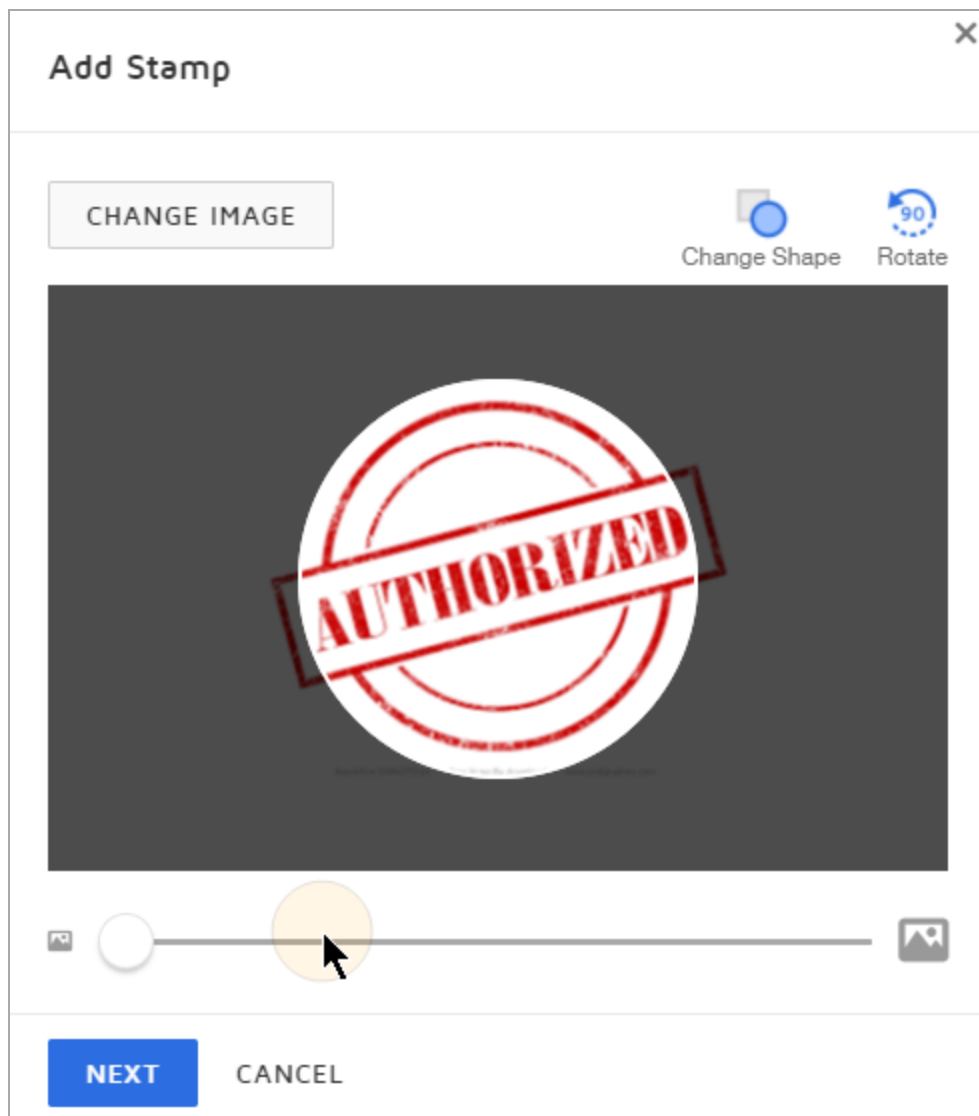 Add Stamp
CHANGE IMAGE
90
Change Shape
Rotate
AUTHORIZED
NEXT
CANCEL